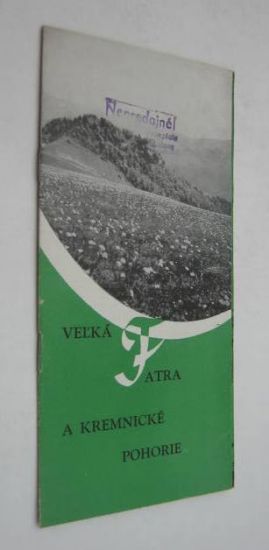 Nepredajné!
VEĽKÁ
FATRA
A KREMNICKÉ
POHORIE